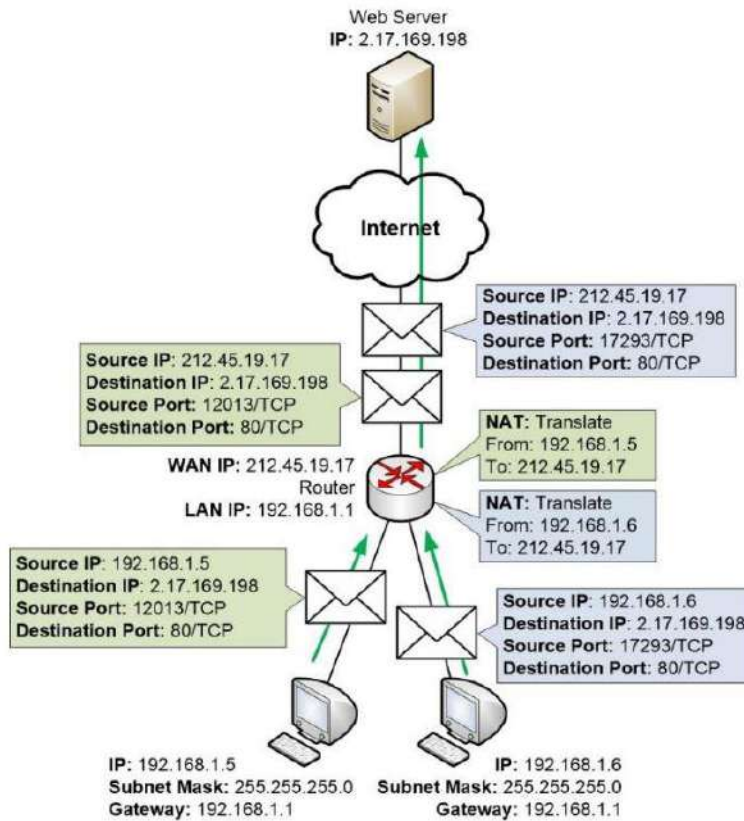 Web Server
IP: 2.17.169.198
Internet
Source IP: 212.45.19.17
Destination IP: 2.17.169.198
Source Port: 17293/TCP
Destination Port: 80/TCP
Source IP: 212.45.19.17
Destination IP: 2.17.169.198
Source Port: 12013/TCP
Destination Port: 80/TCP
NAT: Translate
From: 192.168.1.5
To: 212.45.19.17
WAN IP: 212.45.19.17
Router
LAN IP: 192.168.1.1
NAT: Translate
From: 192.168.1.6
To: 212.45.19.17
Source IP: 192.168.1.5
Destination IP: 2.17.169.198
Source Port: 12013/TCP
Destination Port: 80/TCP
Source IP: 192.168.1.6
Destination IP: 2.17.169.198
Source Port: 17293/TCP
Destination Port: 80/TCP
IP: 192.168.1.5
Subnet Mask: 255.255.255.0
Gateway: 192.168.1.1
IP: 192.168.1.6
Subnet Mask: 255.255.255.0
Gateway: 192.168.1.1